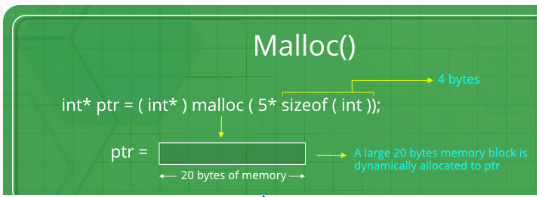 Malloc()
4 bytes
int* ptr = ( int* ) malloc ( 5* sizeof ( int ));
ptr =
A large 20 bytes memory block is
dynamically allocated to ptr
20 bytes of memory